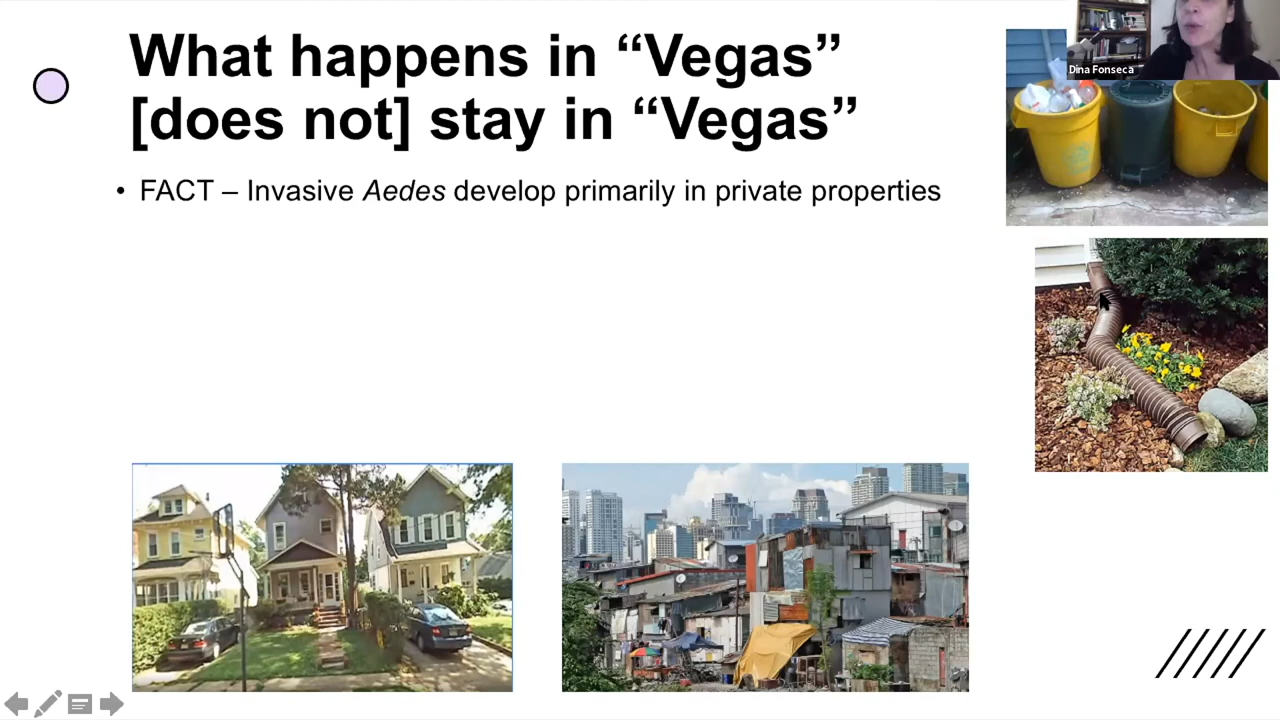 What happens in “Vegas”
[does not] stay in “Vegas”
• FACT – Invasive Aedes develop primarily in private properties
Dina Fonseca